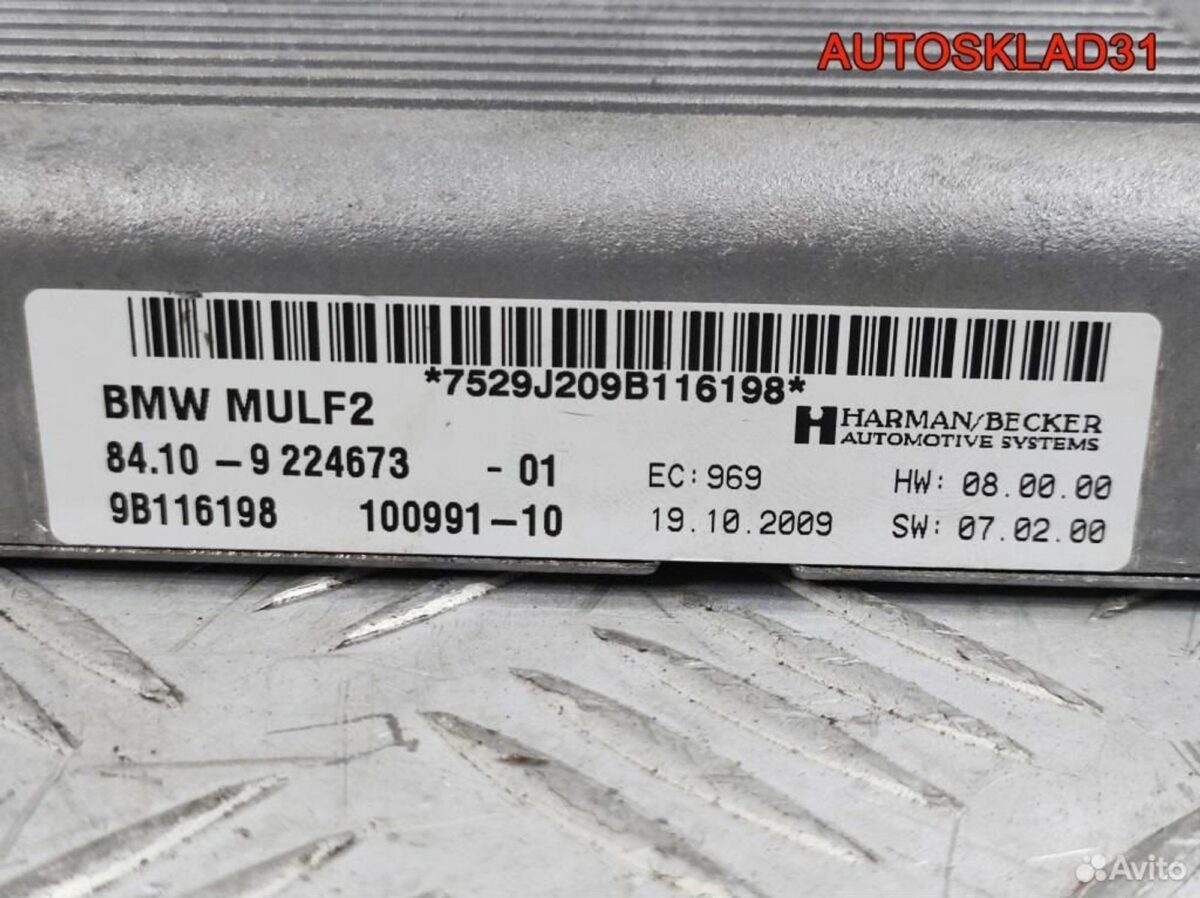 AUTOSKLAD31
*7529J209B116198*
BMW MULF2
HARMAN/BECKER
AUTOMOTIVE SYSTEMS
84.10 - 9 224673 - 01
EC: 969
HW: 08.00.00
9B116198
100991-10
19.10.2009
SW: 07.02.00
Avito